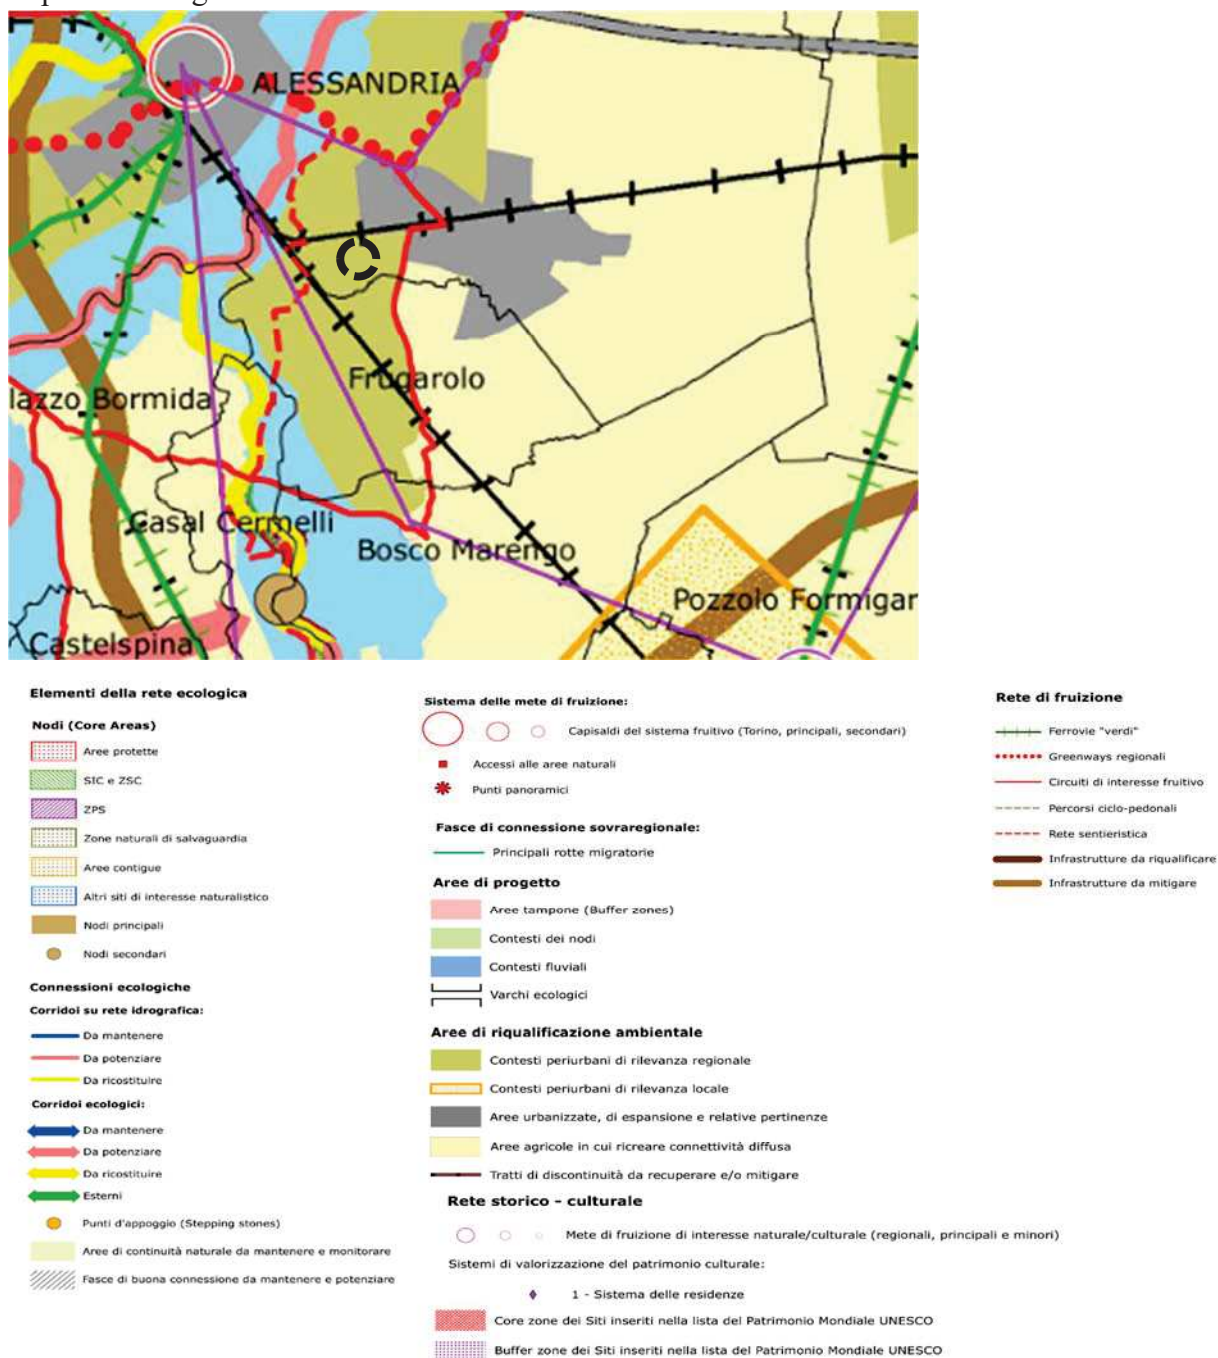 ALESSANDRIA
Frugarolo
lazzo Bormida
Casal Cermelli
Bosco Marengo
Pozzolo Formigar
Castelspina
Elementi della rete ecologica
Nodi (Core Areas)
Aree protette
SIC e ZSC
ZPS
Zone naturali di salvaguardia
Aree contigue
Altri siti di interesse naturalistico
Nodi principali
Nodi secondari
Connessioni ecologiche
Corridoi su rete idrografica:
Da mantenere
Da potenziare
Da ricostituire
Corridoi ecologici:
Da mantenere
Da potenziare
Da ricostituire
Esterni
Punti d'appoggio (Stepping stones)
Aree di continuità naturale da mantenere e monitorare
Fasce di buona connessione da mantenere e potenziare
Sistema delle mete di fruizione:
Capisaldi del sistema fruitivo (Torino, principali, secondari)
Accessi alle aree naturali
Punti panoramici
Fasce di connessione sovraregionale:
Principali rotte migratorie
Aree di progetto
Aree tampone (Buffer zones)
Contesti dei nodi
Contesti fluviali
Varchi ecologici
Aree di riqualificazione ambientale
Contesti periurbani di rilevanza regionale
Contesti periurbani di rilevanza locale
Aree urbanizzate, di espansione e relative pertinenze
Aree agricole in cui ricreare connettività diffusa
Tratti di discontinuità da recuperare e/o mitigare
Rete storico - culturale
Mete di fruizione di interesse naturale/culturale (regionali, principali e minori)
Sistemi di valorizzazione del patrimonio culturale:
1 - Sistema delle residenze
Core zone dei Siti inseriti nella lista del Patrimonio Mondiale UNESCO
Buffer zone dei Siti inseriti nella lista del Patrimonio Mondiale UNESCO
Rete di fruizione
Ferrovie "verdi"
Greenways regionali
Circuiti di interesse fruitivo
Percorsi ciclo-pedonali
Rete sentieristica
Infrastrutture da riqualificare
Infrastrutture da mitigare